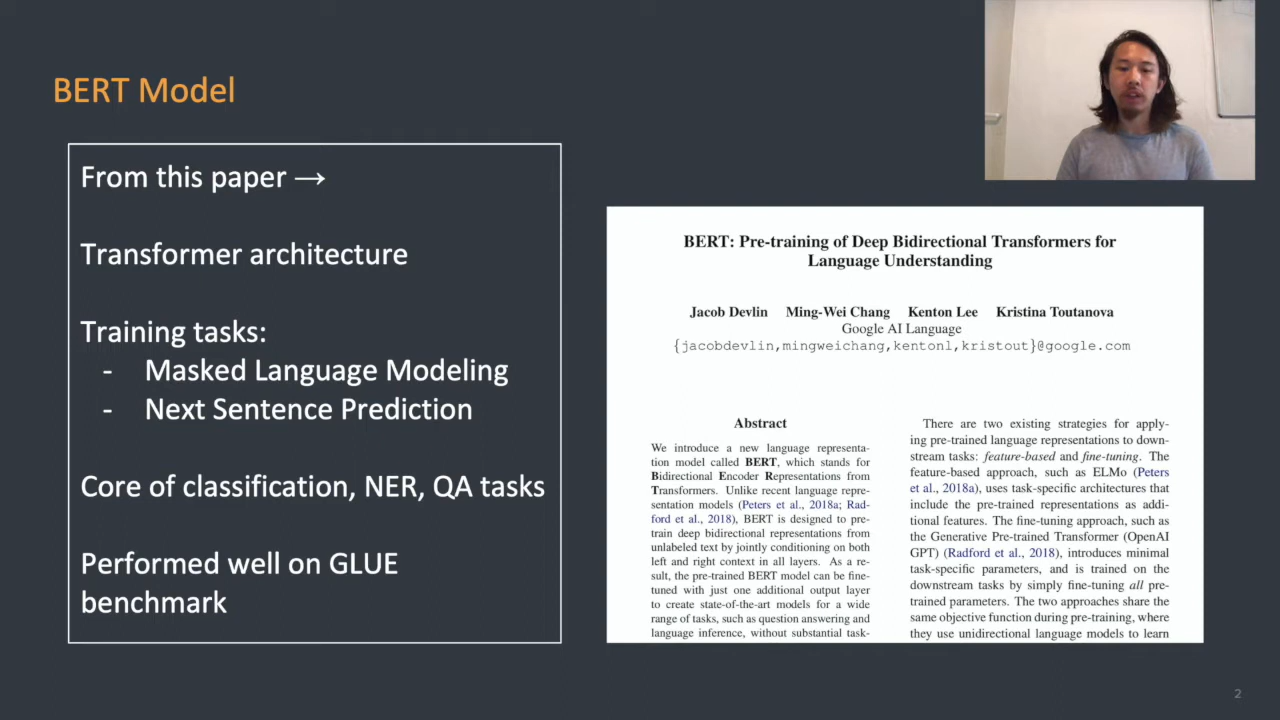 BERT Model
From this paper →
Transformer architecture
Training tasks:
- Masked Language Modeling
- Next Sentence Prediction
Core of classification, NER, QA tasks
Performed well on GLUE
benchmark
BERT: Pre-training of Deep Bidirectional Transformers for
Language Understanding
Jacob Devlin Ming-Wei Chang Kenton Lee Kristina Toutanova
Google AI Language
{jacobdevlin,mingweichang,kentonl,kristout}@google.com
Abstract
We introduce a new language representa-
tion model called BERT, which stands for
Bidirectional Encoder Representations from
Transformers. Unlike recent language repre-
sentation models (Peters et al., 2018a; Rad-
ford et al., 2018), BERT is designed to pre-
train deep bidirectional representations from
unlabeled text by jointly conditioning on both
left and right context in all layers. As a re-
sult, the pre-trained BERT model can be fine-
tuned with just one additional output layer
to create state-of-the-art models for a wide
range of tasks, such as question answering and
language inference, without substantial task-
There are two existing strategies for apply-
ing pre-trained language representations to down-
stream tasks: feature-based and fine-tuning. The
feature-based approach, such as ELMo (Peters
et al., 2018a), uses task-specific architectures that
include the pre-trained representations as addi-
tional features. The fine-tuning approach, such as
the Generative Pre-trained Transformer (OpenAI
GPT) (Radford et al., 2018), introduces minimal
task-specific parameters, and is trained on the
downstream tasks by simply fine-tuning all pre-
trained parameters. The two approaches share the
same objective function during pre-training, where
they use unidirectional language models to learn
2